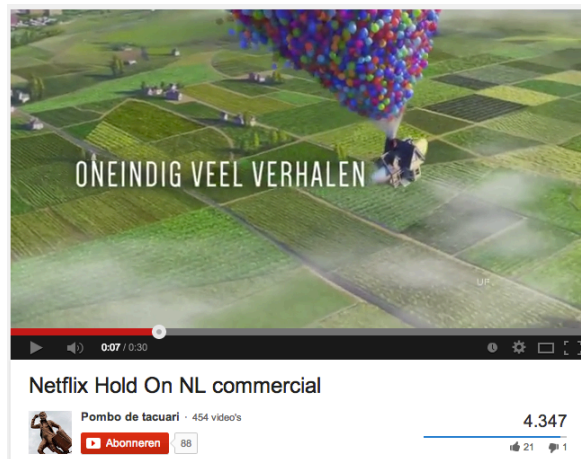 ONEINDIG VEEL VERHALEN
UP
0:07 / 0:30
Netflix Hold On NL commercial
Pombo de tacuari · 454 video's
Abonneren 88
4.347
21 1